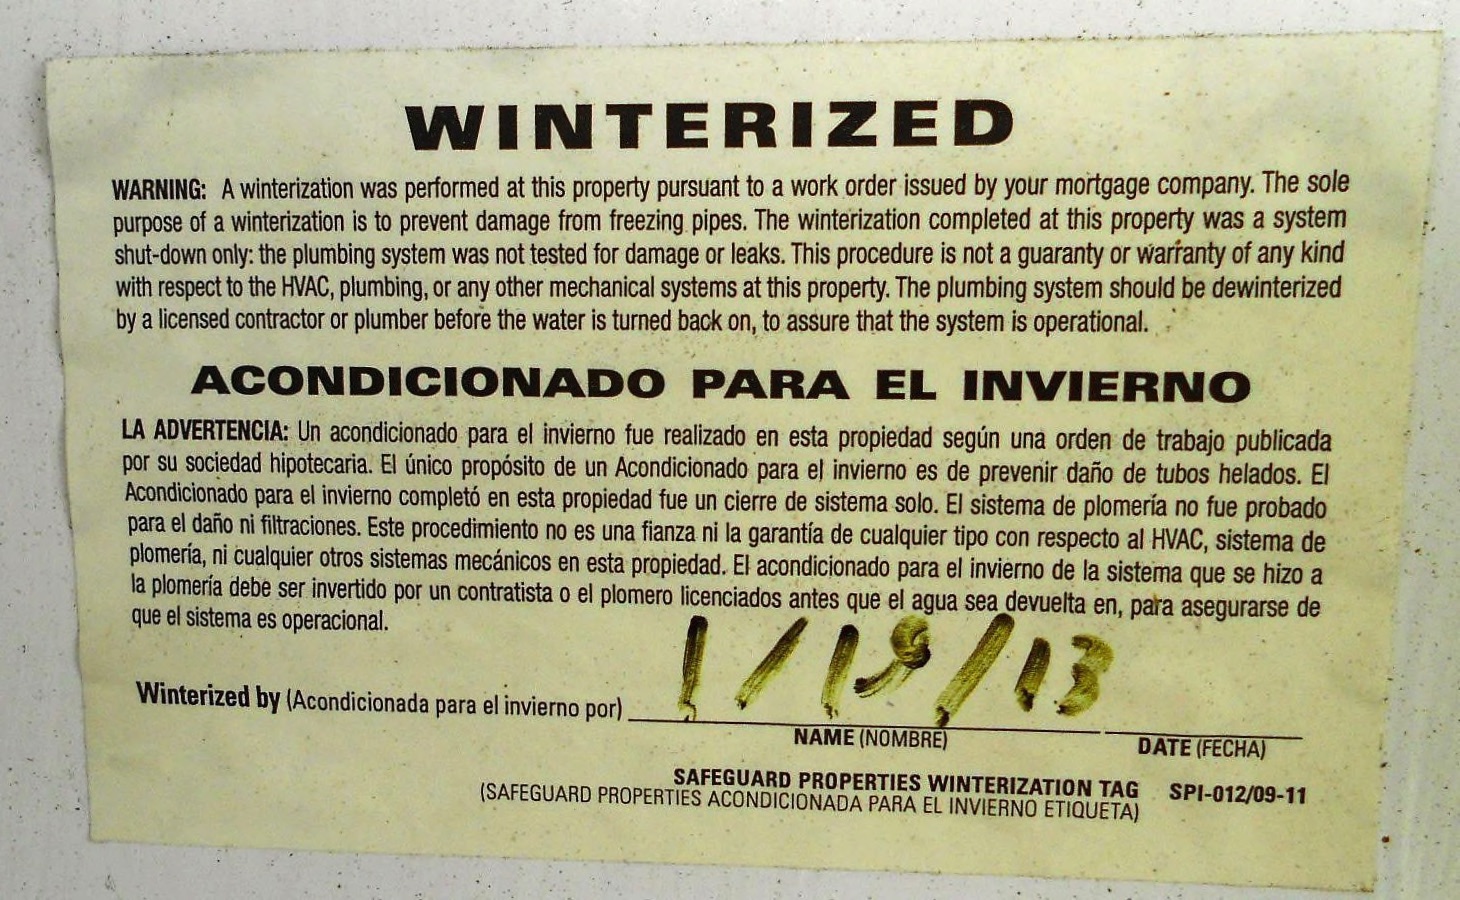 WINTERIZED
WARNING: A winterization was performed at this property pursuant to a work order issued by your mortgage company. The sole
purpose of a winterization is to prevent damage from freezing pipes. The winterization completed at this property was a system
shut-down only: the plumbing system was not tested for damage or leaks. This procedure is not a guaranty or warranty of any kind
with respect to the HVAC, plumbing, or any other mechanical systems at this property. The plumbing system should be dewinterized
by a licensed contractor or plumber before the water is turned back on, to assure that the system is operational.
ACONDICIONADO PARA EL INVIERNO
LA ADVERTENCIA: Un acondicionado para el invierno fue realizado en esta propiedad según una orden de trabajo publicada
por su sociedad hipotecaria. El único propósito de un Acondicionado para el invierno es de prevenir daño de tubos helados. El
Acondicionado para el invierno completó en esta propiedad fue un cierre de sistema solo. El sistema de plomería no fue probado
para el daño ni filtraciones. Este procedimiento no es una fianza ni la garantía de cualquier tipo con respecto al HVAC, sistema de
plomería, ni cualquier otros sistemas mecánicos en esta propiedad. El acondicionado para el invierno de la sistema que se hizo a
la plomería debe ser invertido por un contratista o el plomero licenciados antes que el agua sea devuelta en, para asegurarse de
que el sistema es operacional.
Winterized by (Acondicionada para el invierno por) 1/19/13
NAME (NOMBRE) DATE (FECHA)
SAFEGUARD PROPERTIES WINTERIZATION TAG SPI-012/09-11
(SAFEGUARD PROPERTIES ACONDICIONADA PARA EL INVIERNO ETIQUETA)